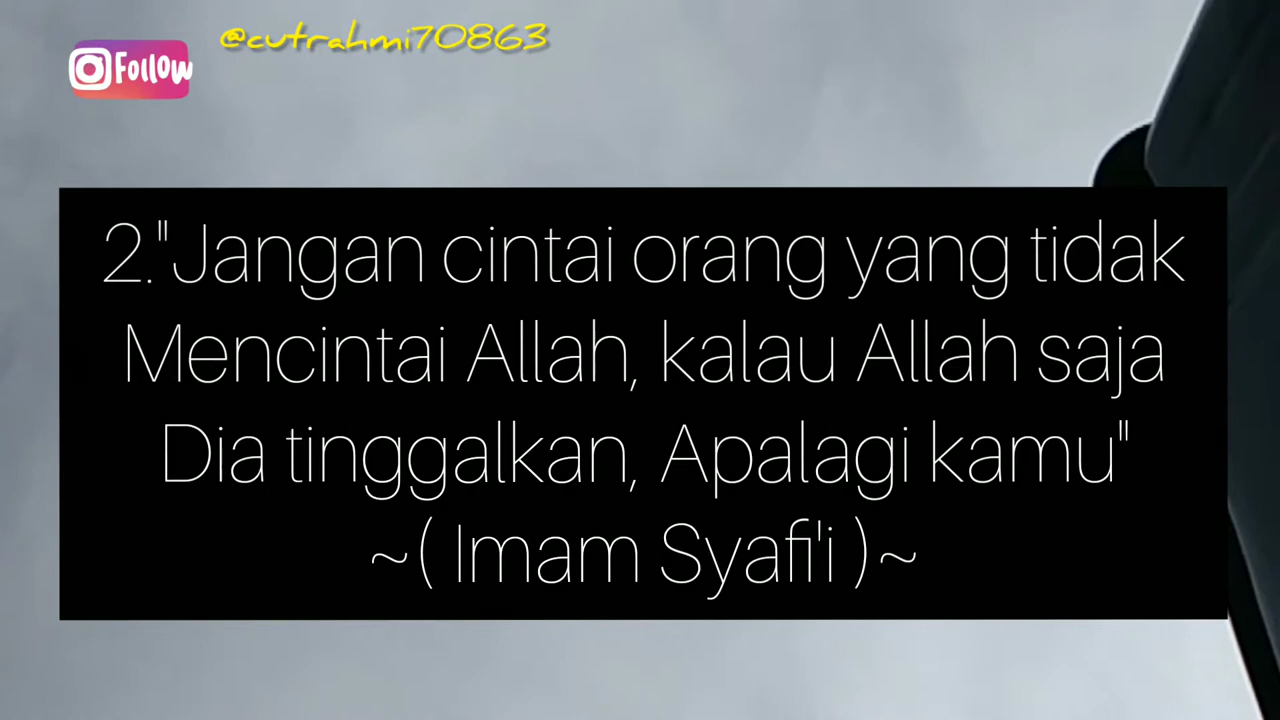 @cutrahmi70863
Follow
2."Jangan cintai orang yang tidak
Mencintai Allah, kalau Allah saja
Dia tinggalkan, Apalagi kamu"
~( Imam Syafi'i )~